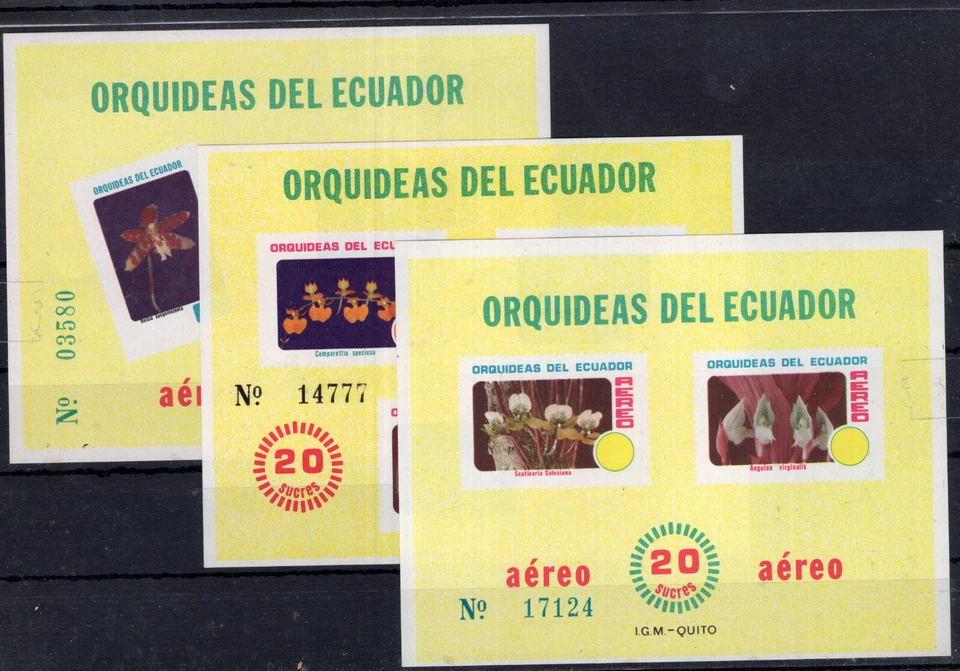 ORQUIDEAS DEL ECUADOR
ORQUIDEAS DEL ECUADOR
Nº 03580
ORQUIDEAS DEL ECUADOR
ORQUIDEAS DEL ECU
Comparettia speciosa
Nº 14777
20
sucres
ORQUIDEAS DEL ECUADOR
ORQUIDEAS DEL ECUADOR
AEREO
Scuticaria Salesiana
ORQUIDEAS DEL ECUADOR
AEREO
Anguloa virginalis
aéreo
20
sucres
aéreo
Nº 17124
I.G.M.-QUITO